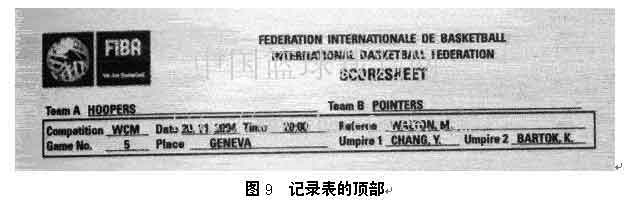 FIBA
We Are Basketball
FEDERATION INTERNATIONALE DE BASKETBALL
INTERNATIONAL BASKETBALL FEDERATION
SCORESHEET
中国篮球
Team A HOOPERS Team B POINTERS
Competition WCM Date 20.11.2004 Time 20:00 Referee WALTON, M.
Game No. 5 Place GENEVA Umpire 1 CHANG, Y. Umpire 2 BARTOK, K.
图 9 记录表的顶部